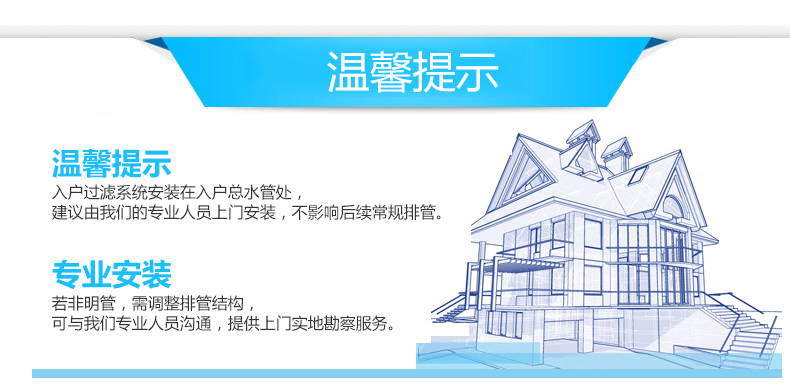 温馨提示
温馨提示
入户过滤系统安装在入户总水管处，
建议由我们的专业人员上门安装，不影响后续常规排管。
专业安装
若非明管，需调整排管结构，
可与我们专业人员沟通，提供上门实地勘察服务。